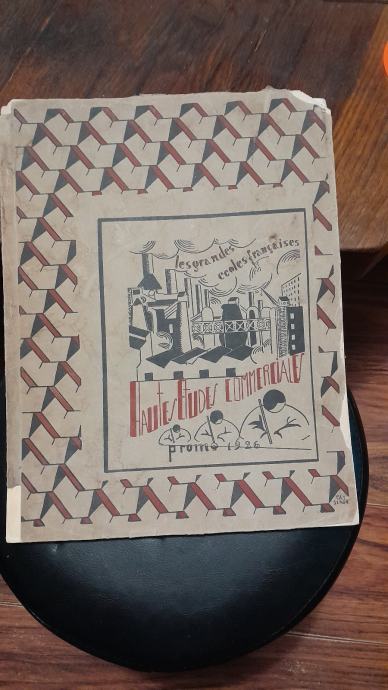 les grandes
écoles françaises
HAUTES ETUDES COMMERCIALES
promo 1926